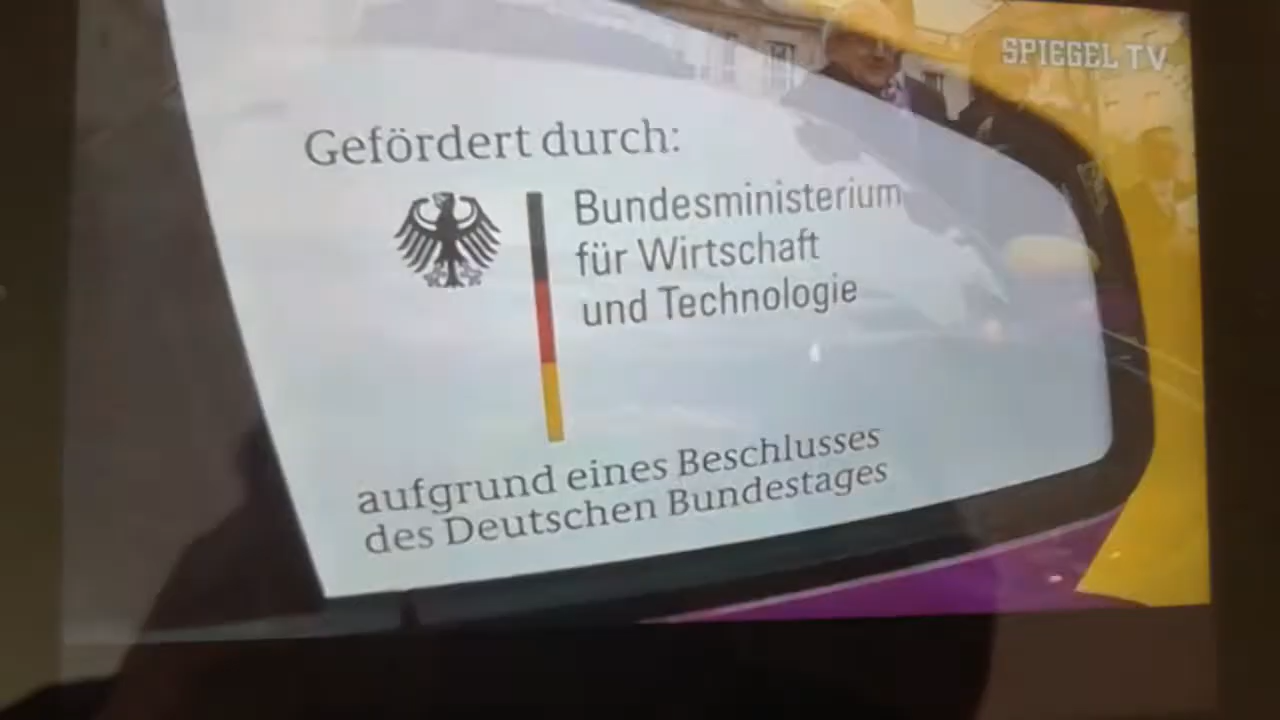 SPIEGEL TV
Gefördert durch:
Bundesministerium
für Wirtschaft
und Technologie
aufgrund eines Beschlusses
des Deutschen Bundestages